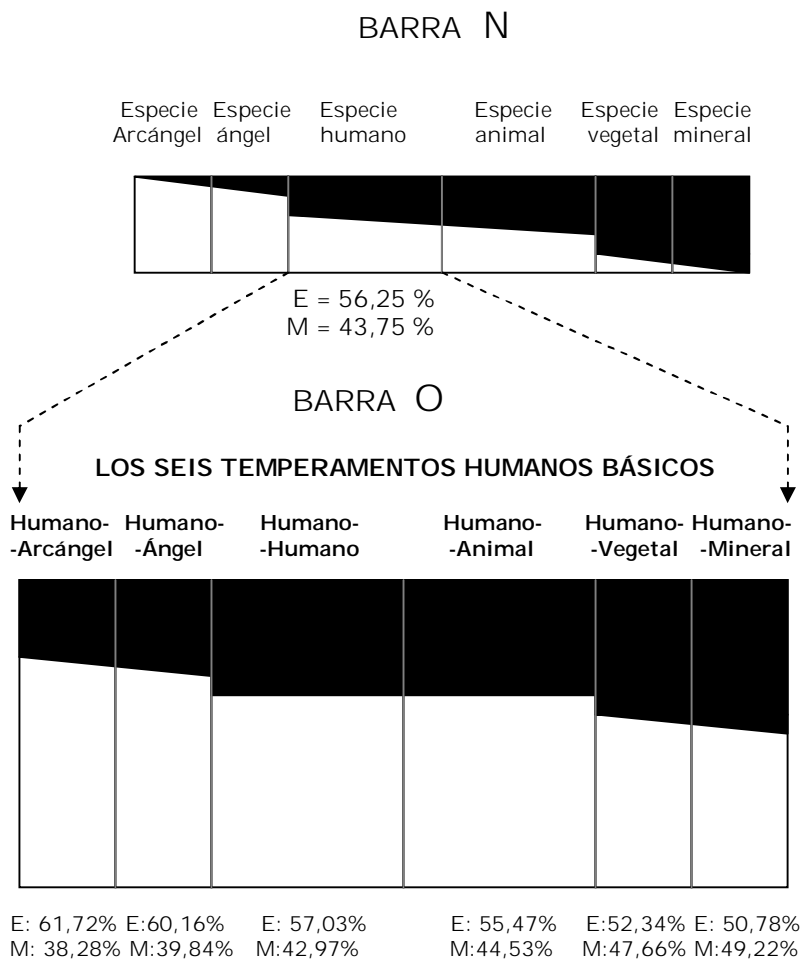 BARRA N
Especie Especie Especie Especie Especie Especie
Arcángel ángel humano animal vegetal mineral
E = 56,25 %
M = 43,75 %
BARRA O
LOS SEIS TEMPERAMENTOS HUMANOS BÁSICOS
Humano- Humano- Humano- Humano- Humano- Humano-
-Arcángel -Ángel -Humano -Animal -Vegetal -Mineral
E: 61,72% E:60,16% E: 57,03% E: 55,47% E:52,34% E: 50,78%
M: 38,28% M:39,84% M:42,97% M:44,53% M:47,66% M:49,22%